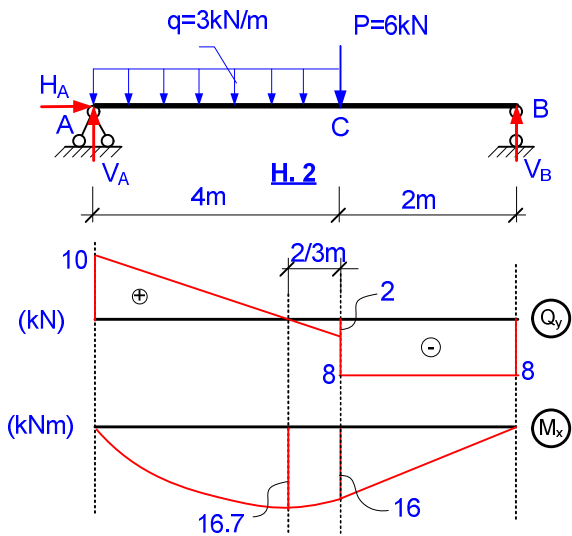 q=3kN/m
P=6kN
H_A
A
C
B
V_A
H. 2
V_B
4m
2m
2/3m
10
+
2
(kN)
Q_y
-
8
8
(kNm)
M_x
16.7
16